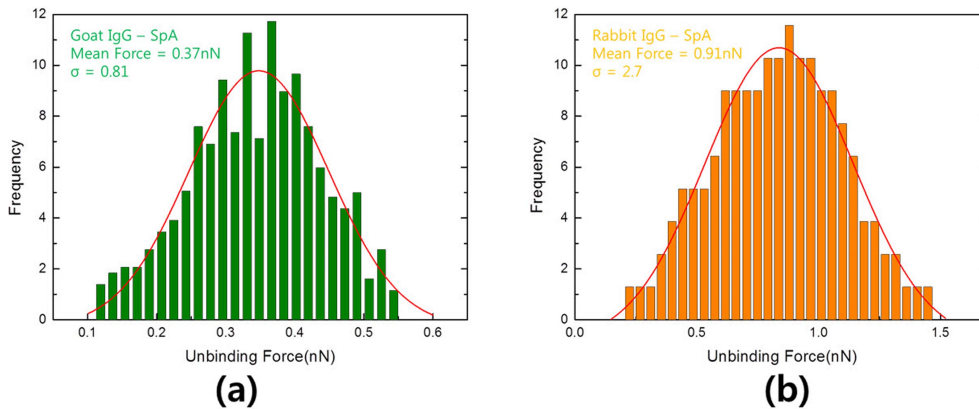 Goat IgG – SpA
Mean Force = 0.37nN
σ = 0.81
Frequency
12
10
8
6
4
2
0
0.1 0.2 0.3 0.4 0.5 0.6
Unbinding Force(nN)
(a)
Rabbit IgG – SpA
Mean Force = 0.91nN
σ = 2.7
Frequency
12
10
8
6
4
2
0
0.0 0.5 1.0 1.5
Unbinding Force(nN)
(b)